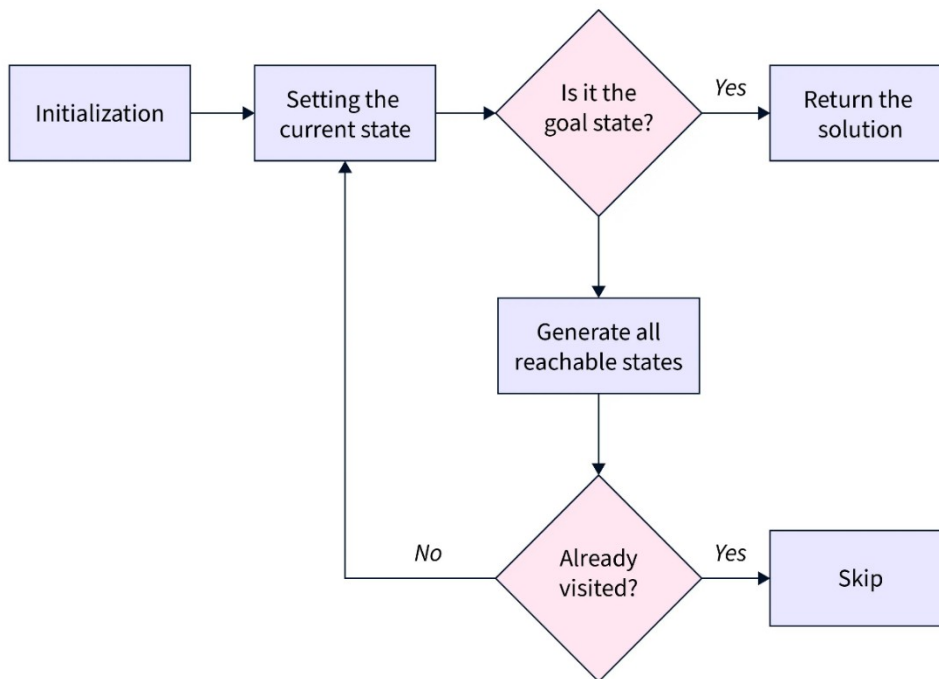 Initialization
Setting the
current state
Is it the
goal state?
Yes
Return the
solution
Generate all
reachable states
No
Already
visited?
Yes
Skip